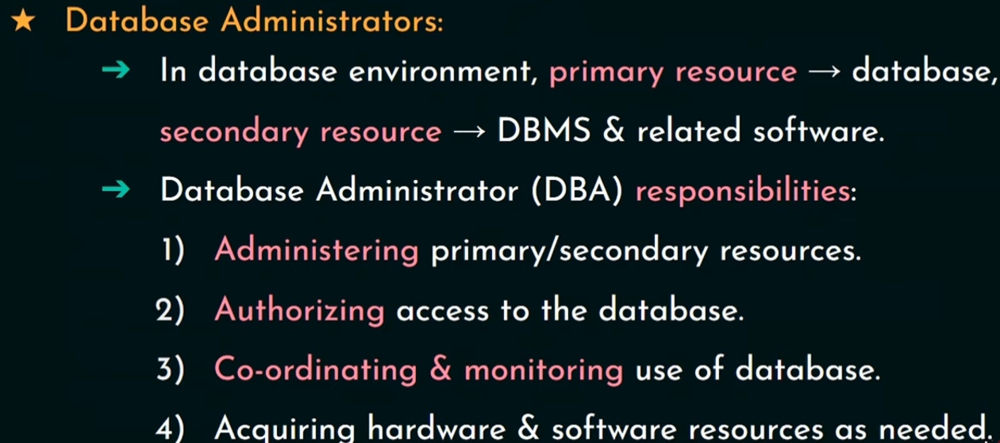 ★ Database Administrators:
➔ In database environment, primary resource → database,
secondary resource → DBMS & related software.
➔ Database Administrator (DBA) responsibilities:
1) Administering primary/secondary resources.
2) Authorizing access to the database.
3) Co-ordinating & monitoring use of database.
4) Acquiring hardware & software resources as needed.